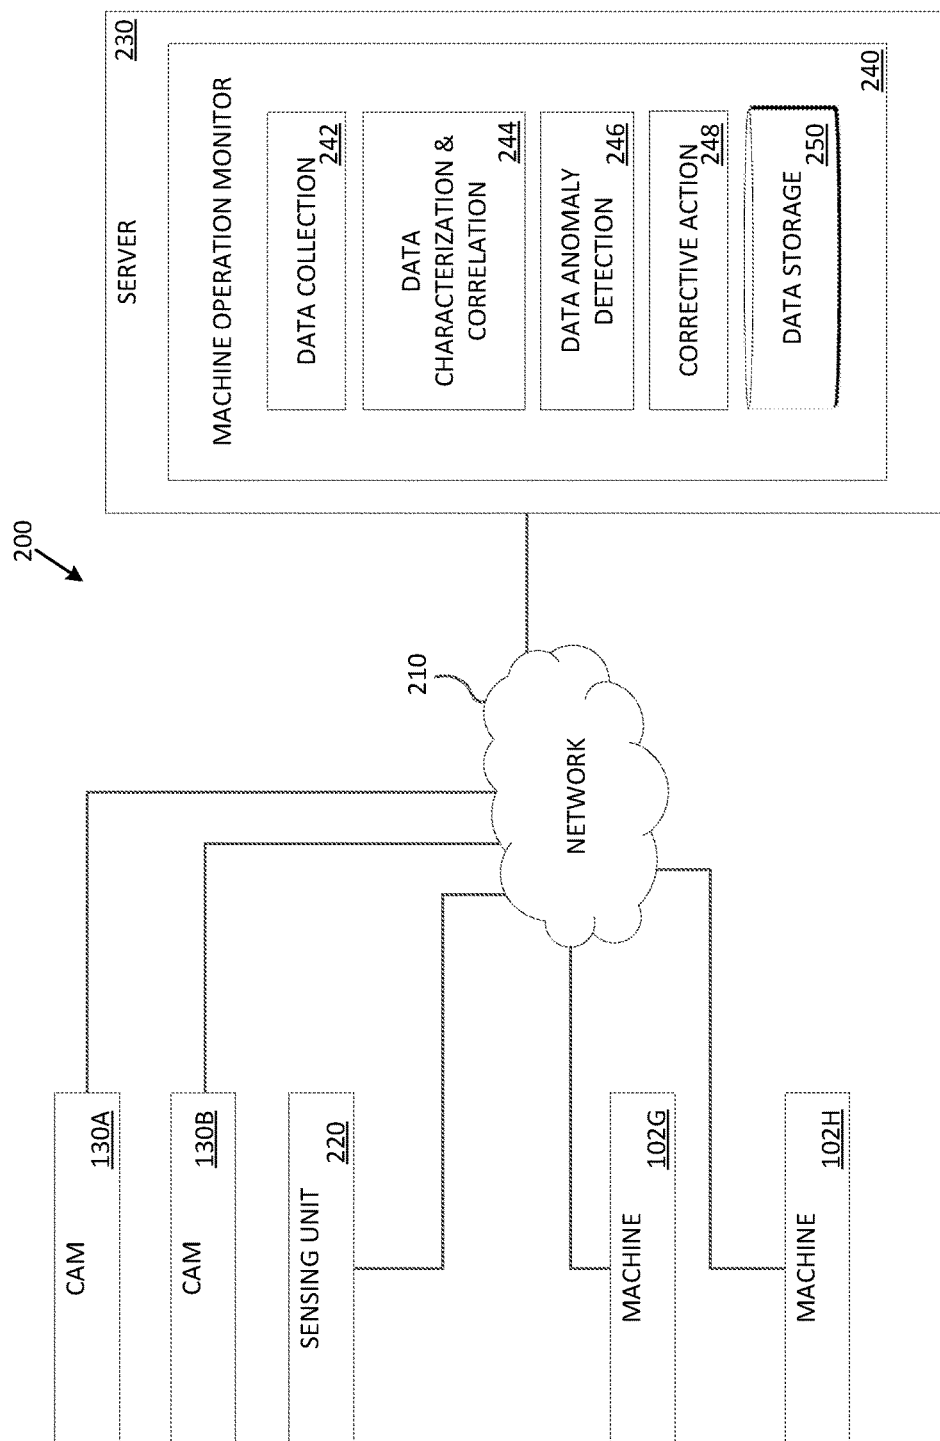 200
CAM
130A
CAM
130B
SENSING UNIT
220
MACHINE
102G
MACHINE
102H
210
NETWORK
SERVER
230
MACHINE OPERATION MONITOR
DATA COLLECTION
242
DATA
CHARACTERIZATION &
CORRELATION
244
DATA ANOMALY
DETECTION
246
CORRECTIVE ACTION
248
DATA STORAGE
250
240